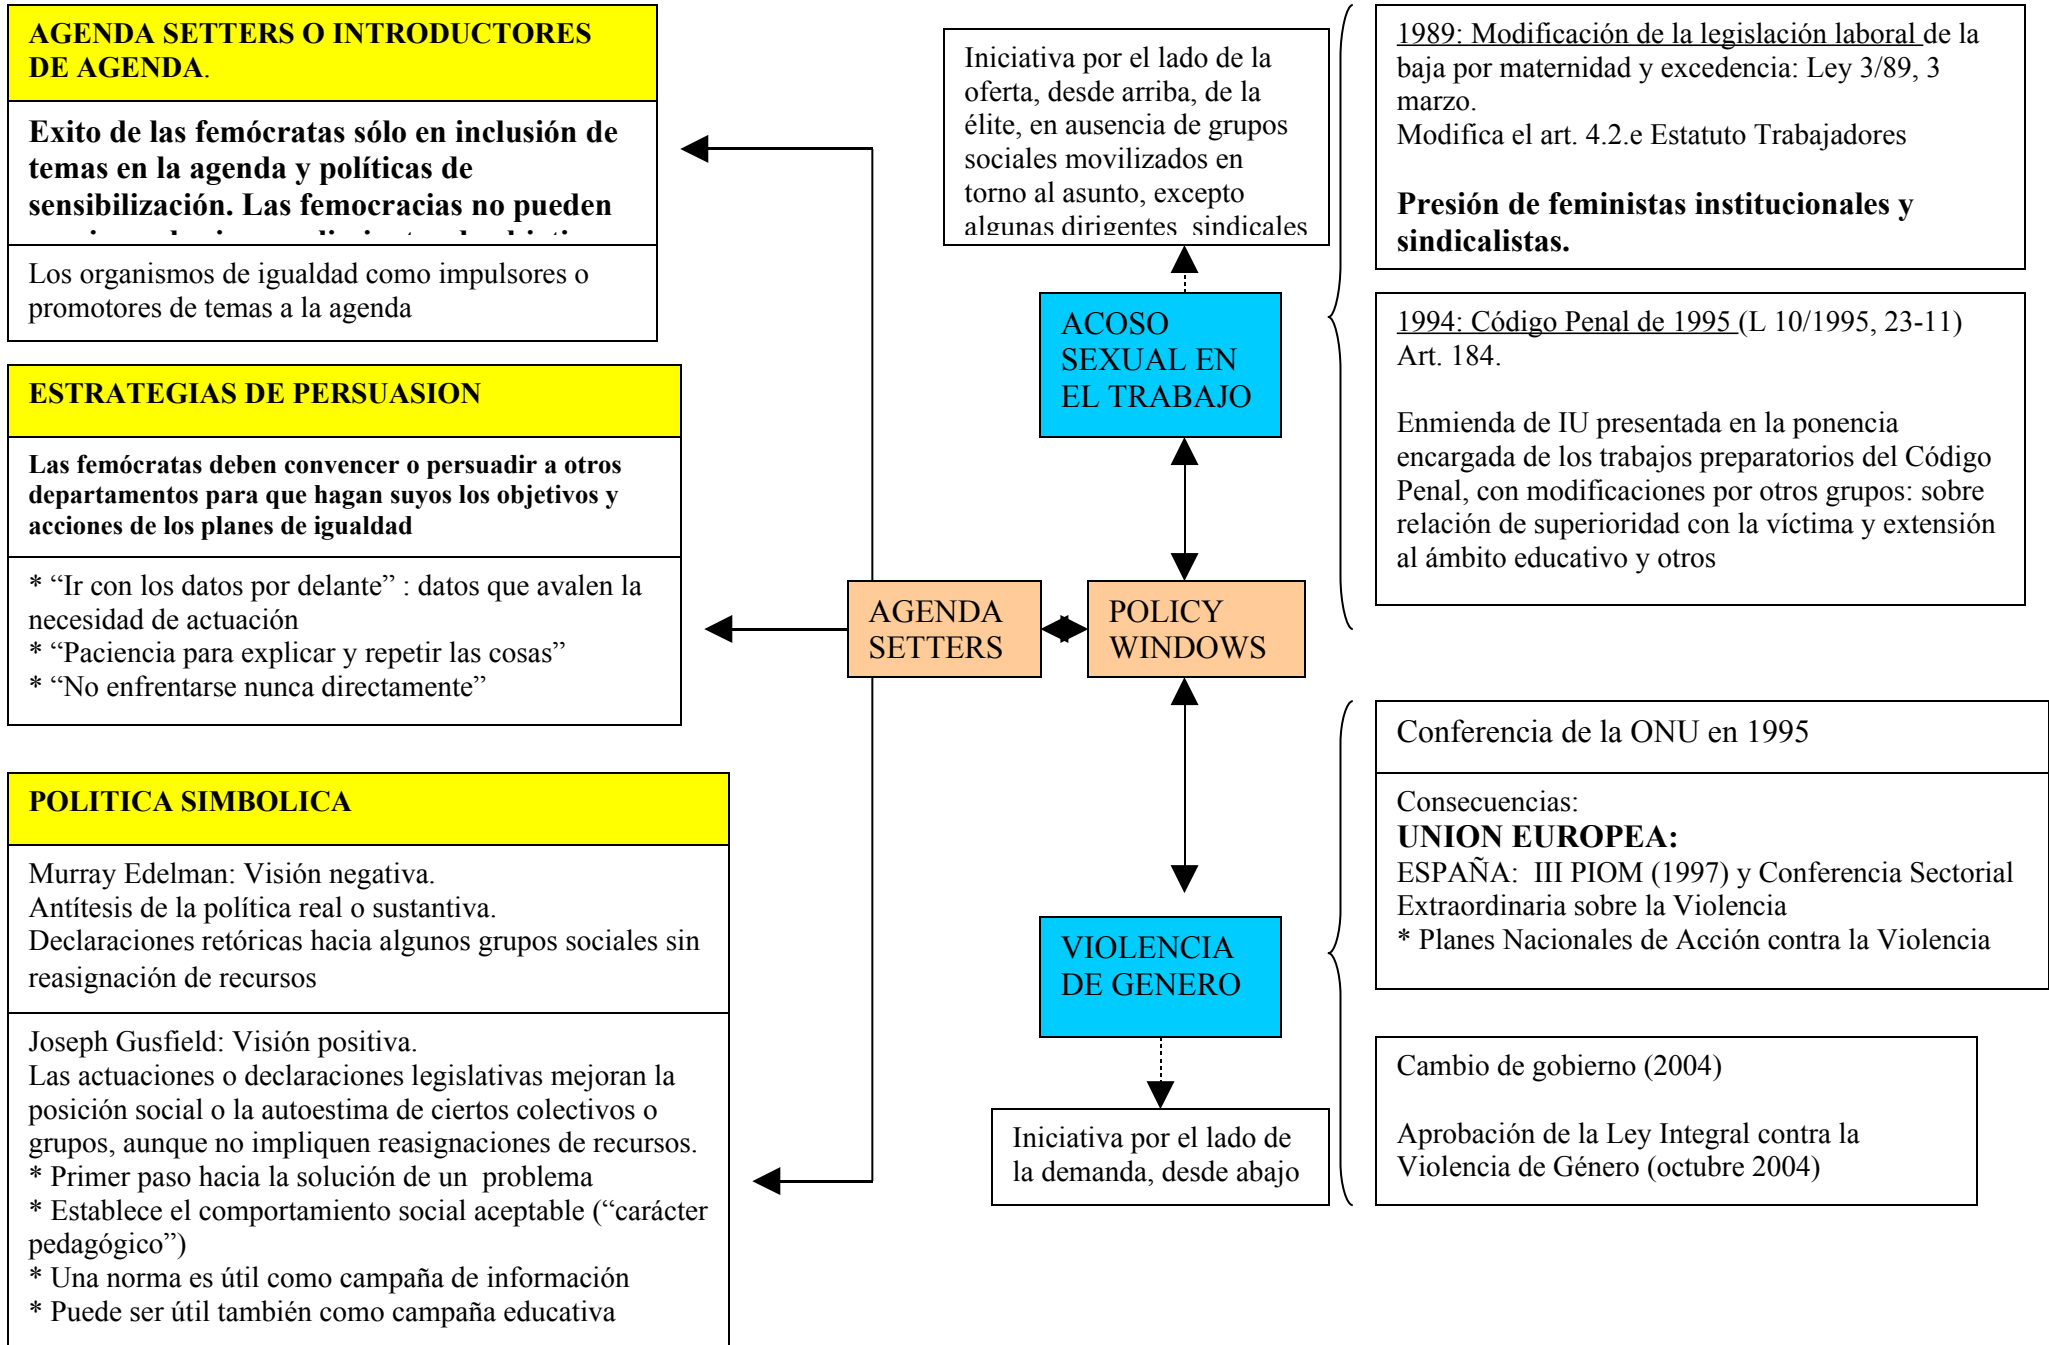 AGENDA SETTERS O INTRODUCTORES
DE AGENDA.
Exito de las femócratas sólo en inclusión de
temas en la agenda y políticas de
sensibilización. Las femocracias no pueden
Los organismos de igualdad como impulsores o
promotores de temas a la agenda
ESTRATEGIAS DE PERSUASION
Las femócratas deben convencer o persuadir a otros
departamentos para que hagan suyos los objetivos y
acciones de los planes de igualdad
* “Ir con los datos por delante” : datos que avalen la
necesidad de actuación
* “Paciencia para explicar y repetir las cosas”
* “No enfrentarse nunca directamente”
POLITICA SIMBOLICA
Murray Edelman: Visión negativa.
Antítesis de la política real o sustantiva.
Declaraciones retóricas hacia algunos grupos sociales sin
reasignación de recursos
Joseph Gusfield: Visión positiva.
Las actuaciones o declaraciones legislativas mejoran la
posición social o la autoestima de ciertos colectivos o
grupos, aunque no impliquen reasignaciones de recursos.
* Primer paso hacia la solución de un problema
* Establece el comportamiento social aceptable (“carácter
pedagógico”)
* Una norma es útil como campaña de información
* Puede ser útil también como campaña educativa
AGENDA
SETTERS
POLICY
WINDOWS
Iniciativa por el lado de la
oferta, desde arriba, de la
élite, en ausencia de grupos
sociales movilizados en
torno al asunto, excepto
algunas dirigentes sindicales
ACOSO
SEXUAL EN
EL TRABAJO
VIOLENCIA
DE GENERO
Iniciativa por el lado de
la demanda, desde abajo
1989: Modificación de la legislación laboral de la
baja por maternidad y excedencia: Ley 3/89, 3
marzo.
Modifica el art. 4.2.e Estatuto Trabajadores
Presión de feministas institucionales y
sindicalistas.
1994: Código Penal de 1995 (L 10/1995, 23-11)
Art. 184.
Enmienda de IU presentada en la ponencia
encargada de los trabajos preparatorios del Código
Penal, con modificaciones por otros grupos: sobre
relación de superioridad con la víctima y extensión
al ámbito educativo y otros
Conferencia de la ONU en 1995
Consecuencias:
UNION EUROPEA:
ESPAÑA: III PIOM (1997) y Conferencia Sectorial
Extraordinaria sobre la Violencia
* Planes Nacionales de Acción contra la Violencia
Cambio de gobierno (2004)
Aprobación de la Ley Integral contra la
Violencia de Género (octubre 2004)